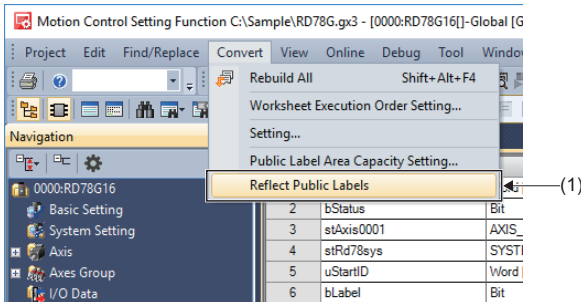 Motion Control Setting Function C:\Sample\RD78G.gx3 - [0000:RD78G16[]-Global [G
Project Edit Find/Replace Convert View Online Debug Tool Window
Rebuild All Shift+Alt+F4
Worksheet Execution Order Setting...
Navigation
Setting...
Public Label Area Capacity Setting...
0000:RD78G16
Reflect Public Labels
(1)
Basic Setting
2 bStatus Bit
System Setting
3 stAxis0001 AXIS_
Axis
4 stRd78sys SYSTE
Axes Group
5 uStartID Word [
I/O Data
6 bLabel Bit